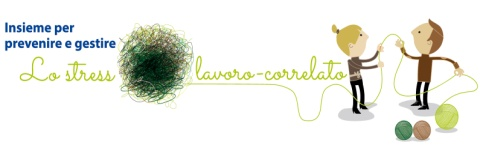 Insieme per
prevenire e gestire
Lo stress lavoro-correlato